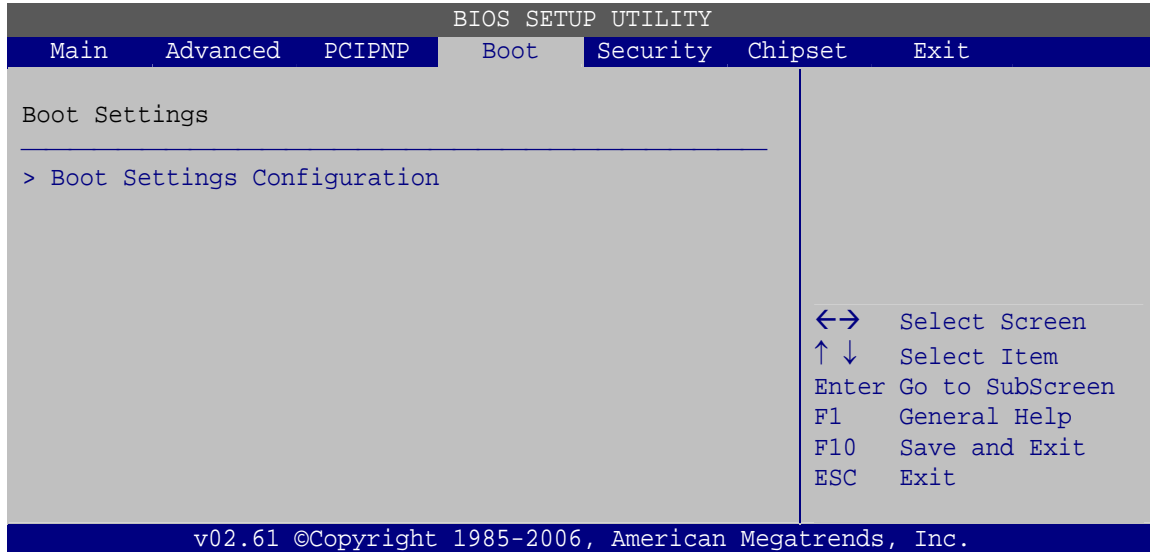 BIOS SETUP UTILITY
Main Advanced PCIPNP Boot Security Chipset Exit
Boot Settings
> Boot Settings Configuration
←→ Select Screen
↑ ↓ Select Item
Enter Go to SubScreen
F1 General Help
F10 Save and Exit
ESC Exit
v02.61 ©Copyright 1985-2006, American Megatrends, Inc.